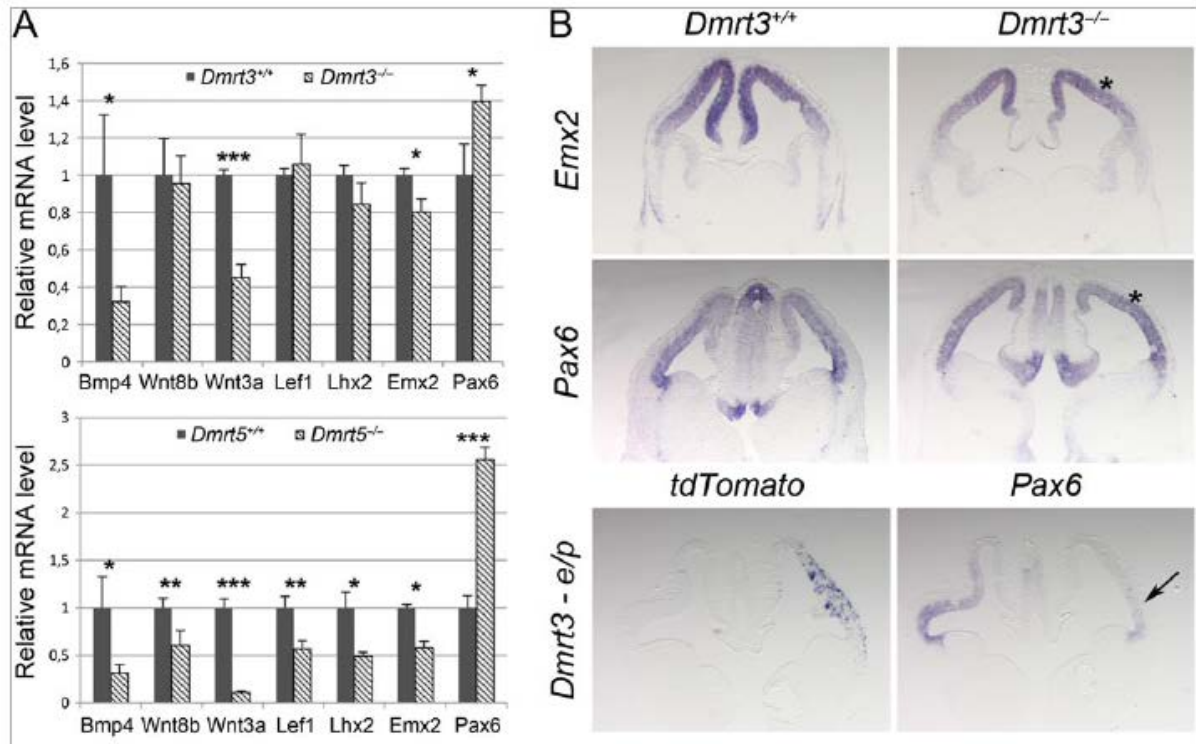 A
Relative mRNA level
1,6
1,4
1,2
1
0,8
0,6
0,4
0,2
0
Dmrt3+/+ Dmrt3–/–
* *** * *
Bmp4 Wnt8b Wnt3a Lef1 Lhx2 Emx2 Pax6
Relative mRNA level
3
2,5
2
1,5
1
0,5
0
Dmrt5+/+ Dmrt5–/–
* ** *** ** * * ***
Bmp4 Wnt8b Wnt3a Lef1 Lhx2 Emx2 Pax6
B
Dmrt3+/+ Dmrt3–/–
Emx2
*
Pax6
*
tdTomato Pax6
Dmrt3 - e/p